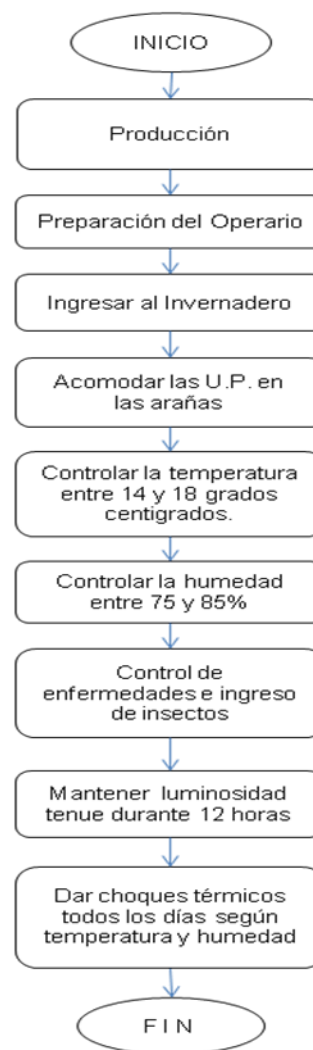 INICIO
Producción
Preparación del Operario
Ingresar al Invernadero
Acomodar las U.P. en
las arañas
Controlar la temperatura
entre 14 y 18 grados
centigrados.
Controlar la humedad
entre 75 y 85%
Control de
enfermedades e ingreso
de insectos
Mantener luminosidad
tenue durante 12 horas
Dar choques térmicos
todos los días según
temperatura y humedad
F I N